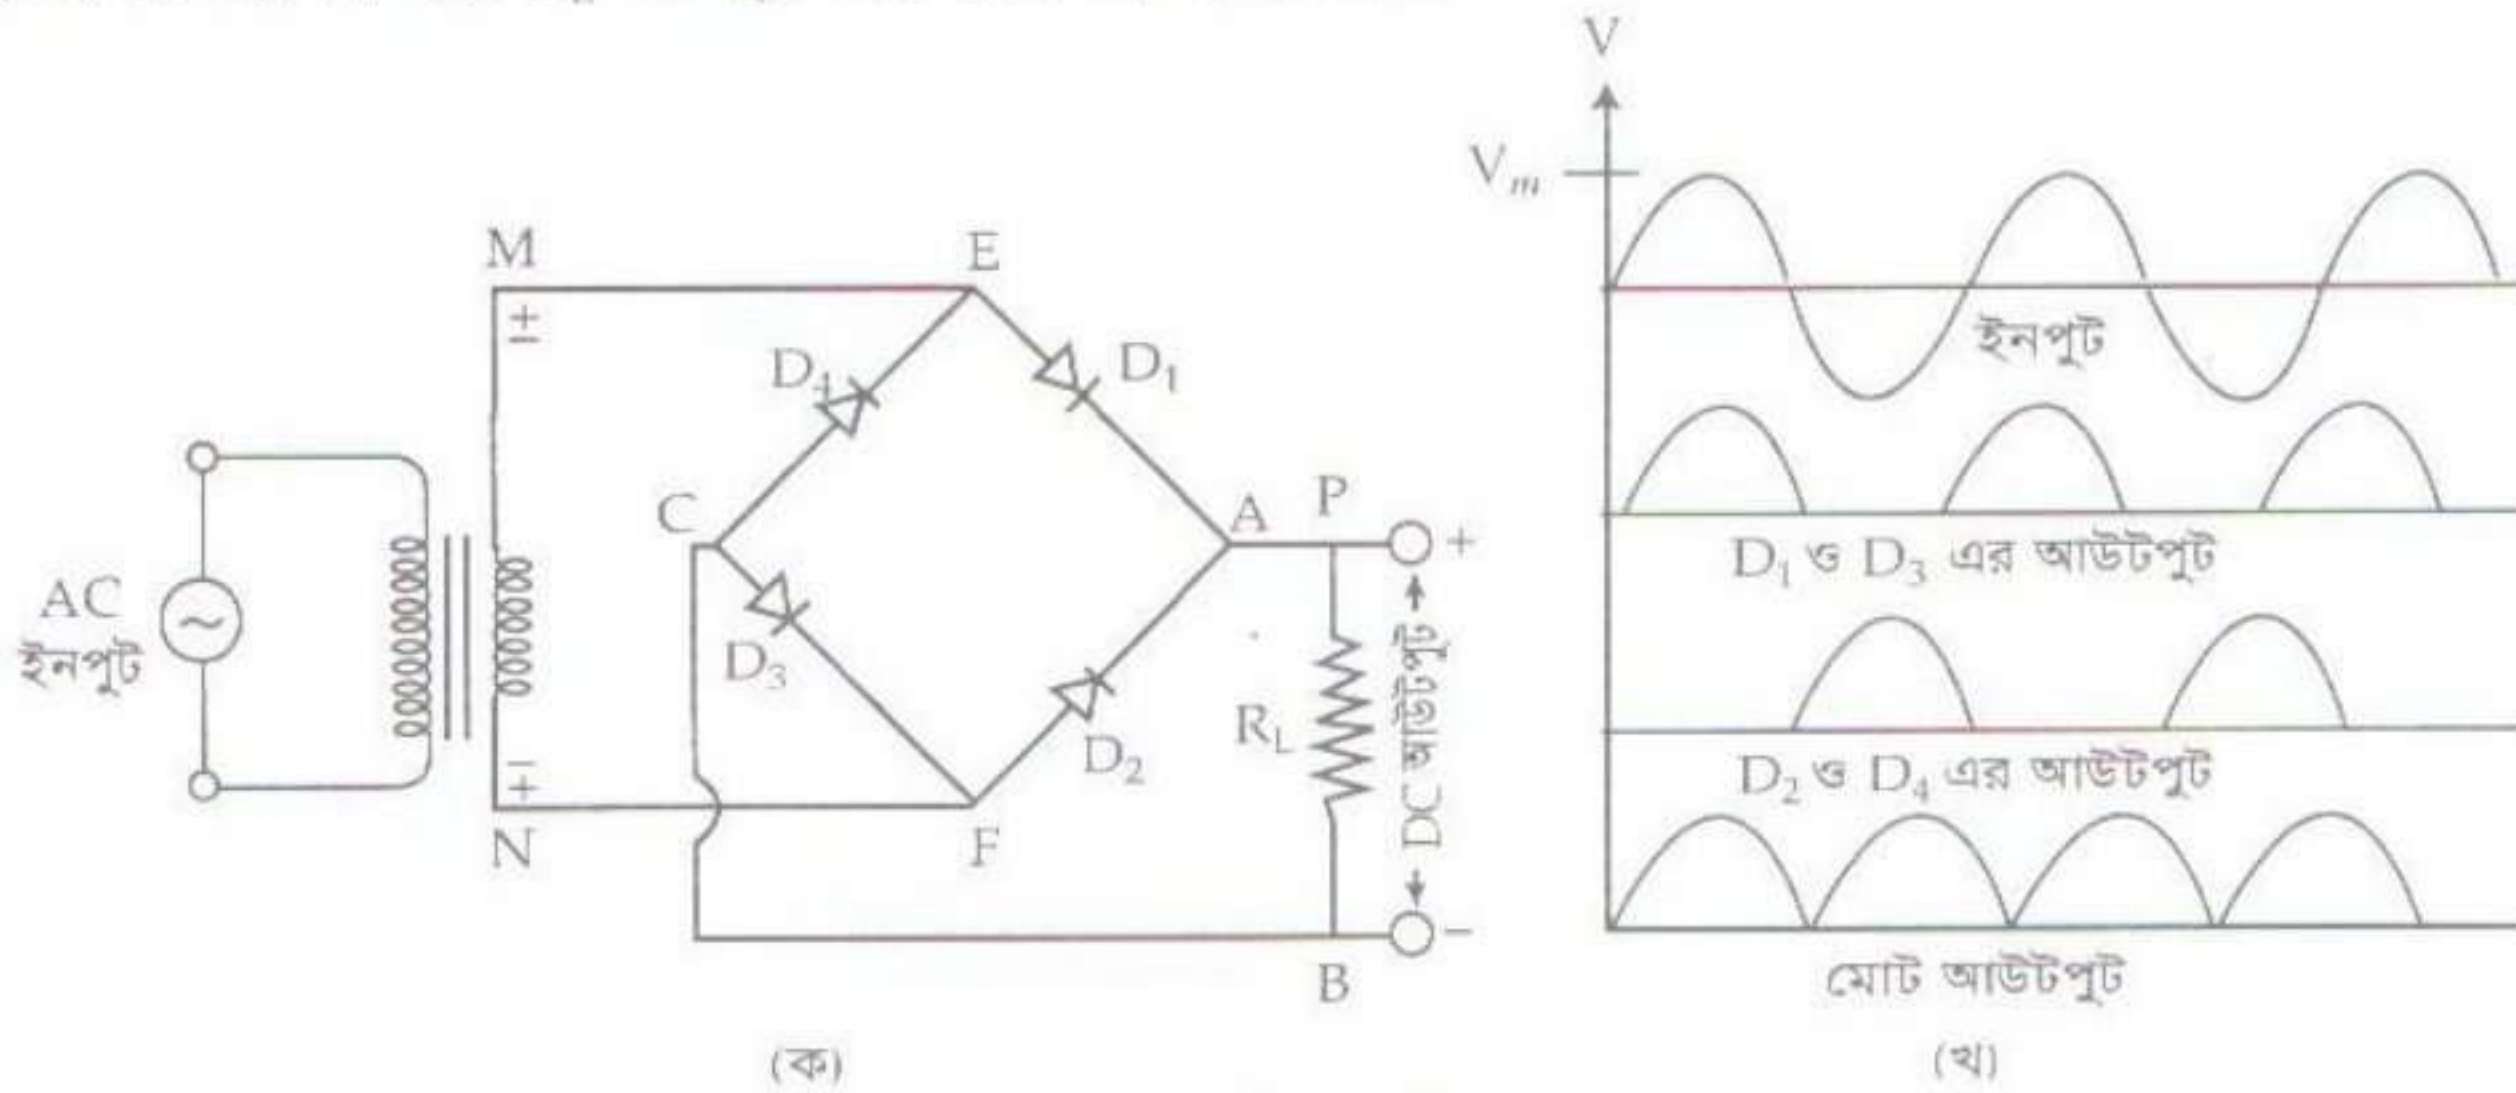 M
E
±
D₄
D₁
C
A
P
+
AC
ইনপুট
~
D₃
D₂
R_L
DC আউটপুট
∓
N
F
−
B
(ক)
V
Vₘ
ইনপুট
D₁ ও D₃ এর আউটপুট
D₂ ও D₄ এর আউটপুট
মোট আউটপুট
(খ)